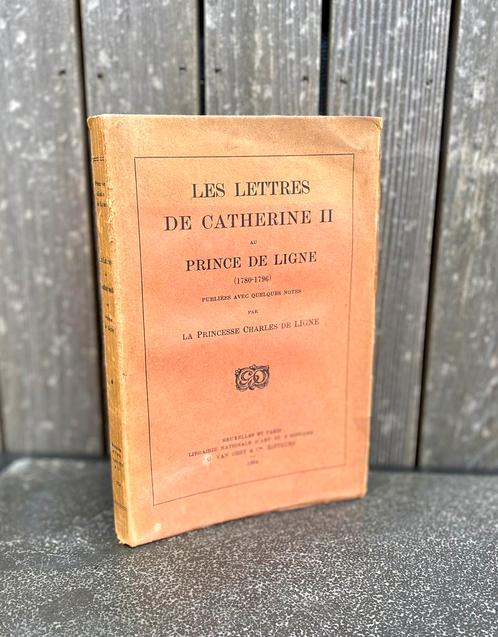 LES LETTRES
DE CATHERINE II
AU
PRINCE DE LIGNE
(1780-1796)
PUBLIÉES AVEC QUELQUES NOTES
PAR
LA PRINCESSE CHARLES DE LIGNE
BRUXELLES ET PARIS
LIBRAIRIE NATIONALE D'ART ET D'HISTOIRE
G. VAN OEST & Cie, ÉDITEURS